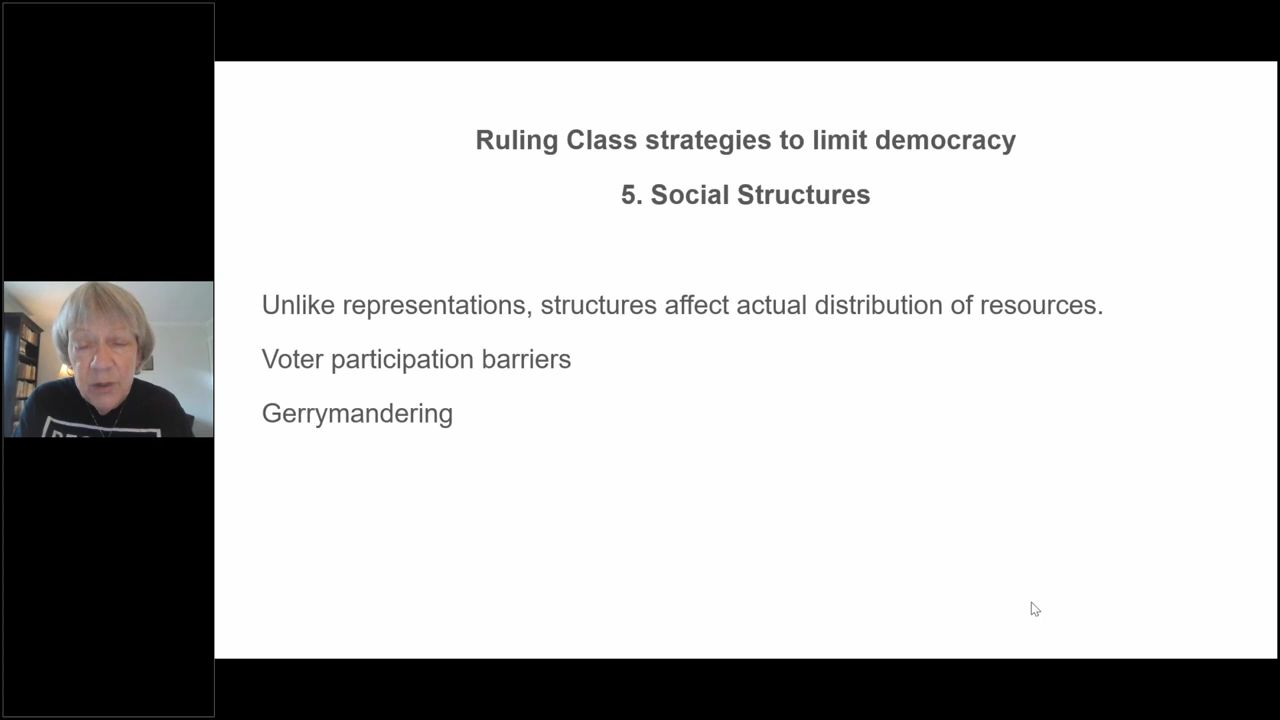 Ruling Class strategies to limit democracy
5. Social Structures
Unlike representations, structures affect actual distribution of resources.
Voter participation barriers
Gerrymandering